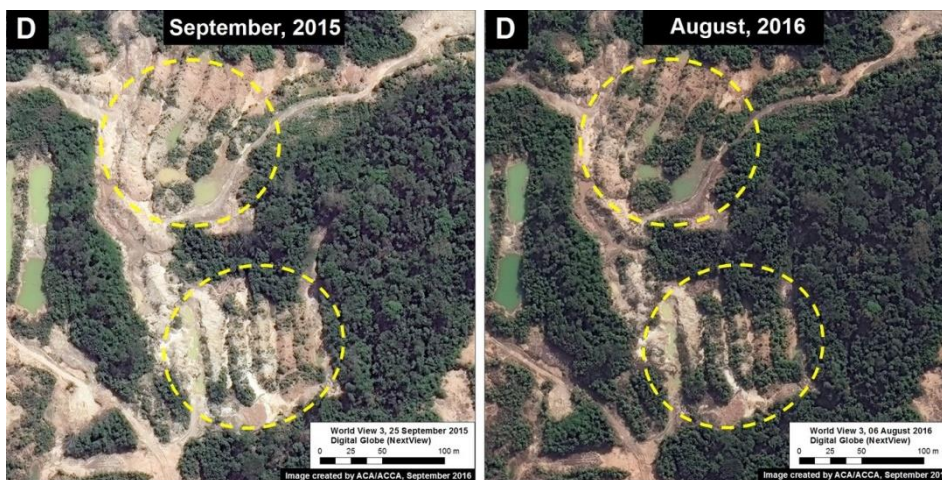 D
September, 2015
World View 3, 25 September 2015
Digital Globe (NextView)
0 25 50 100 m
Image created by ACA/ACCA, September 2016
D
August, 2016
World View 3, 06 August 2016
Digital Globe (NextView)
0 25 50 100 m
Image created by ACA/ACCA, September 201